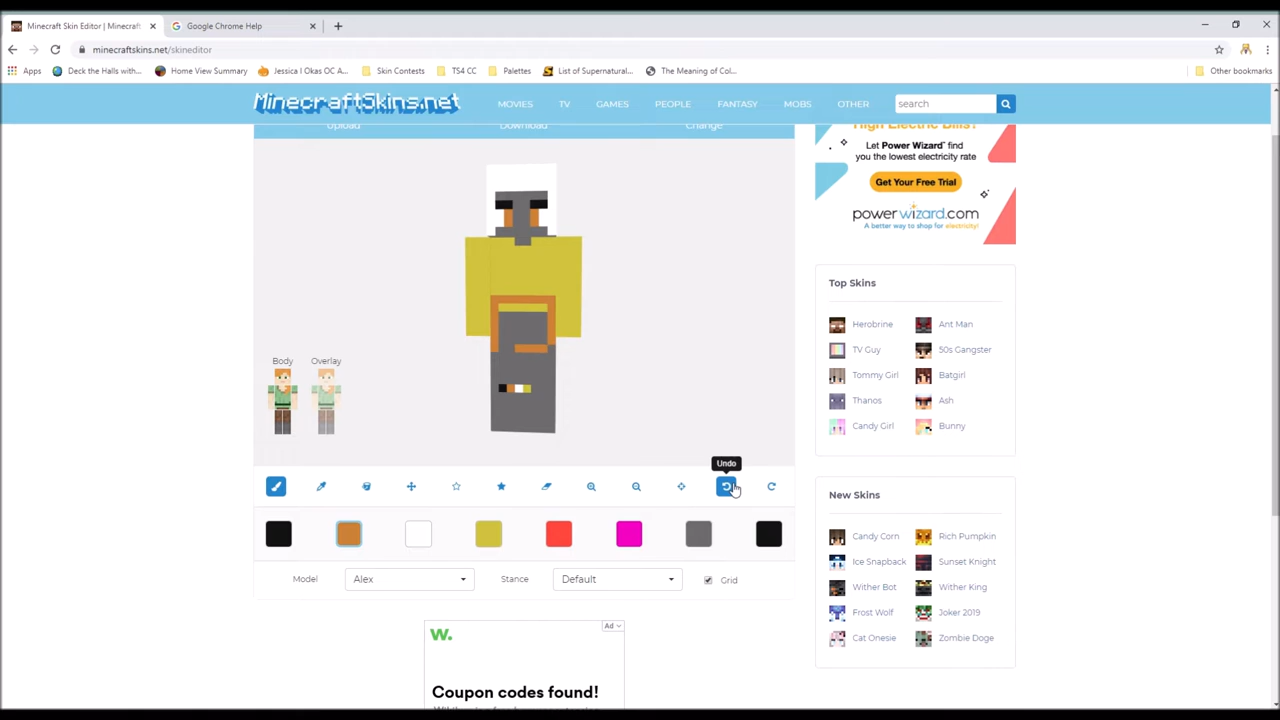 Minecraft Skin Editor | Minecraft
Google Chrome Help
minecraftskins.net/skineditor
Apps
Deck the Halls with...
Home View Summary
Jessica I Okas OC A...
Skin Contests
TS4 CC
Palettes
List of Supernatural...
The Meaning of Col...
Other bookmarks
MinecraftSkins.net
MOVIES
TV
GAMES
PEOPLE
FANTASY
MOBS
OTHER
search
Upload
Download
Change
High Electric Bills?
Let Power Wizard find
you the lowest electricity rate
Get Your Free Trial
powerwizard.com
A better way to shop for electricity!
Body
Overlay
Undo
Model
Alex
Stance
Default
Grid
Top Skins
Herobrine
Ant Man
TV Guy
50s Gangster
Tommy Girl
Batgirl
Thanos
Ash
Candy Girl
Bunny
New Skins
Candy Corn
Rich Pumpkin
Ice Snapback
Sunset Knight
Wither Bot
Wither King
Frost Wolf
Joker 2019
Cat Onesie
Zombie Doge
w.
Ad
Coupon codes found!